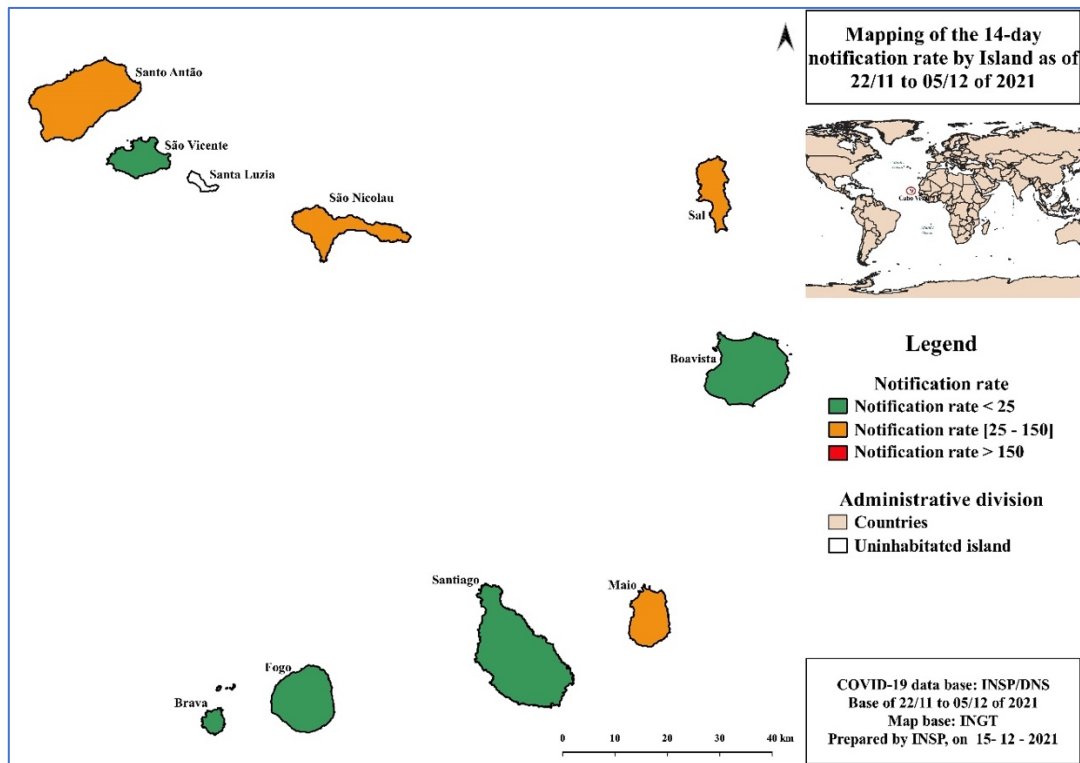 Mapping of the 14-day
notification rate by Island as of
22/11 to 05/12 of 2021
Santo Antão
São Vicente
Santa Luzia
São Nicolau
Sal
Boavista
Santiago
Maio
Fogo
Brava
Legend
Notification rate
Notification rate < 25
Notification rate [25 - 150]
Notification rate > 150
Administrative division
Countries
Uninhabitated island
0 10 20 30 40 km
COVID-19 data base: INSP/DNS
Base of 22/11 to 05/12 of 2021
Map base: INGT
Prepared by INSP, on 15- 12 - 2021